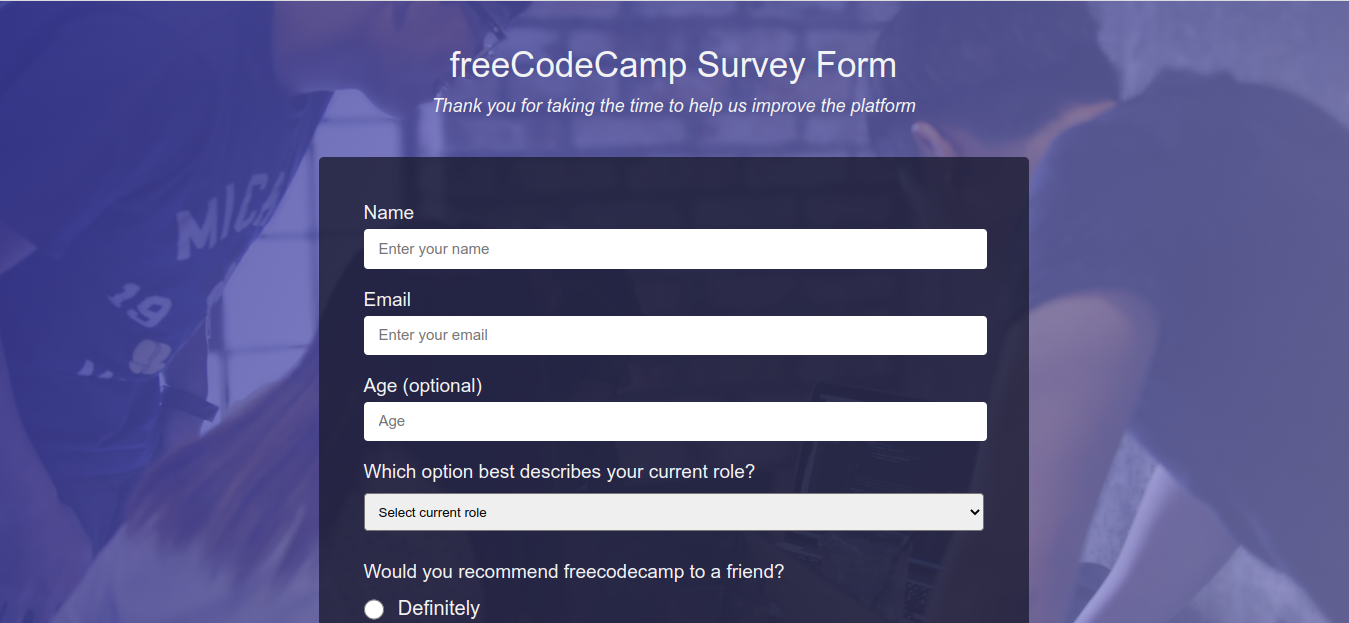 freeCodeCamp Survey Form
Thank you for taking the time to help us improve the platform
Name
Enter your name
Email
Enter your email
Age (optional)
Age
Which option best describes your current role?
Select current role
Would you recommend freecodecamp to a friend?
Definitely
19